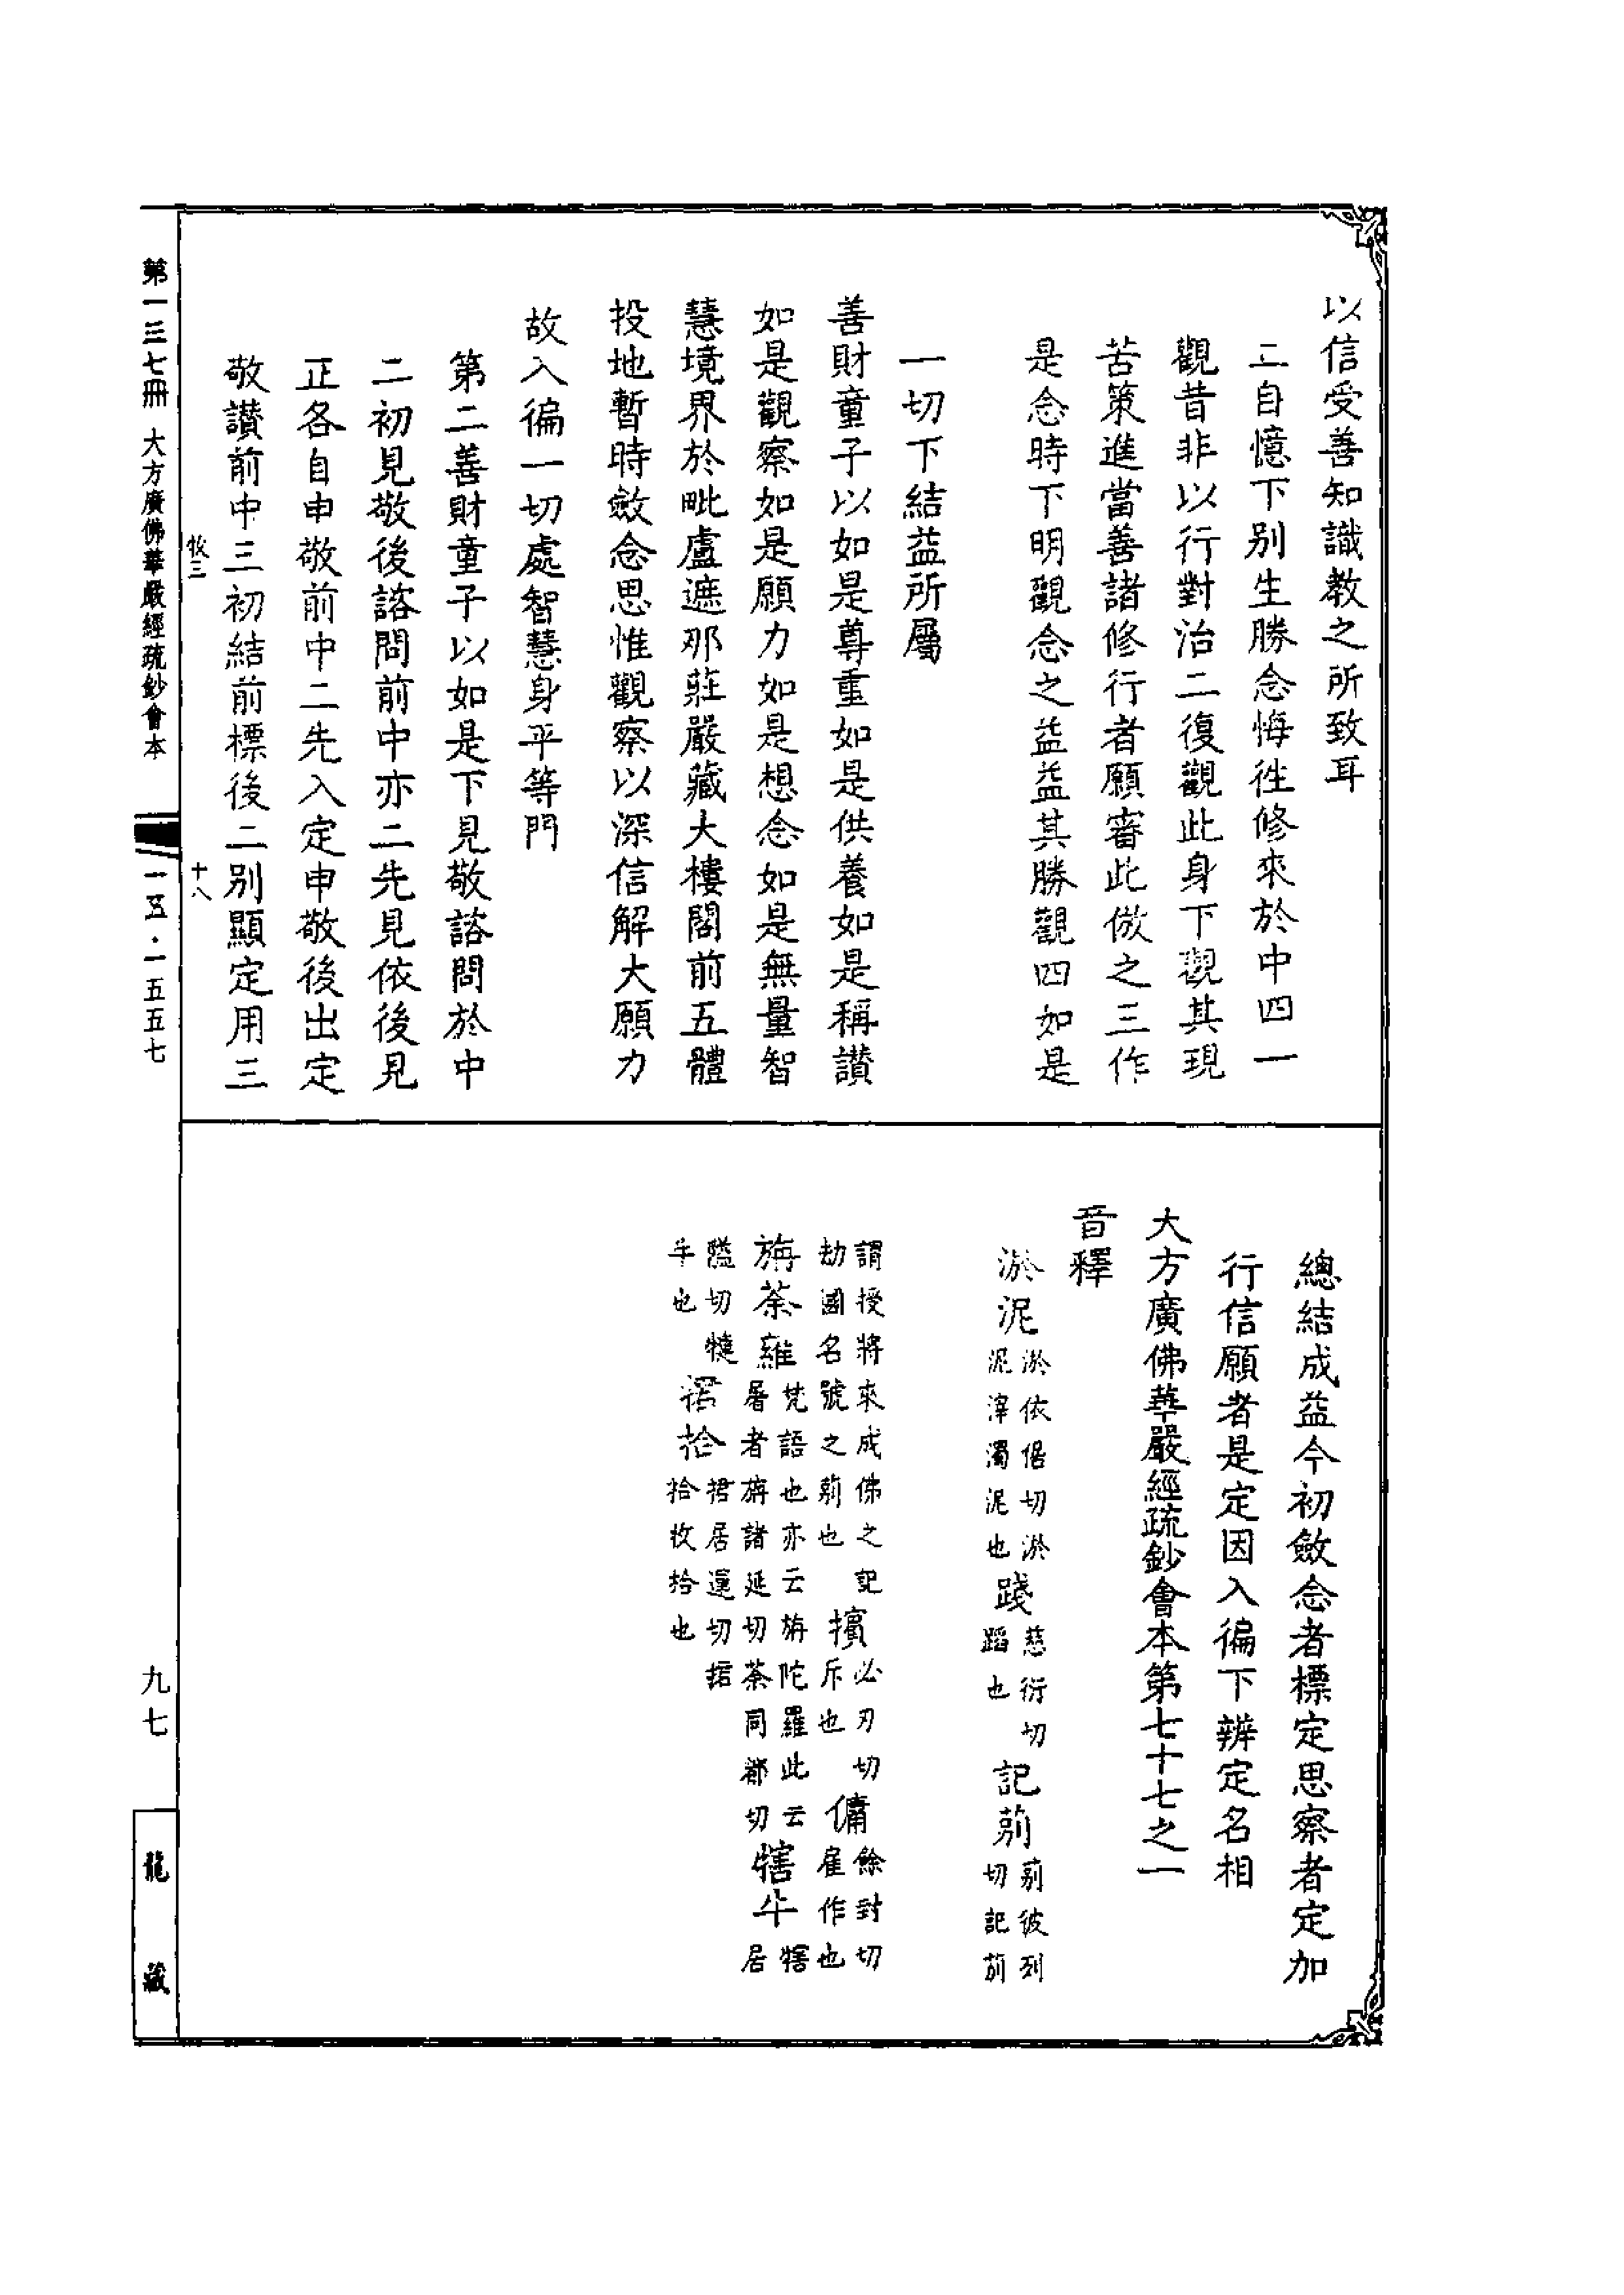 以信受善知識教之所致耳
二自憶下別生勝念悔徃修來於中四一
觀昔非以行對治二復觀此身下觀其現
苦策進當善諸修行者願審此倣之三作
是念時下明觀念之益益其勝觀四如是
一切下結益所屬
善財童子以如是尊重如是供養如是稱讃
如是觀察如是願力如是想念如是無量智
慧境界於毗盧遮那莊嚴藏大樓閣前五體
投地暫時斂念思惟觀察以深信解大願力
故入徧一切處智慧身平等門
第二善財童子以如是下見敬諮問於中
二初見敬後諮問前中亦二先見依後見
正各自申敬前中二先入定申敬後出定
敬讃前中三初結前標後二別顯定用三
總結成益今初斂念者標定思察者定加
行信願者是定因入徧下辨定名相
大方廣佛華嚴經疏鈔會本第七十七之一
音釋
淤泥淤依倨切淤泥滓濁泥也踐慈衍切蹈也記莂莂彼列切記莂
謂授將來成佛之記劫國名號之莂也擯必刃切斥也傭餘封切雇作也
旃荼羅梵語也亦云旃陀羅此云屠者旃諸延切荼同都切犗牛犗居
隘切犍牛也捃拾捃居運切捃拾收拾也
第一三七冊 大方廣佛華嚴經疏鈔會本 一五·一五五七
九七
龍藏
牧三 十八